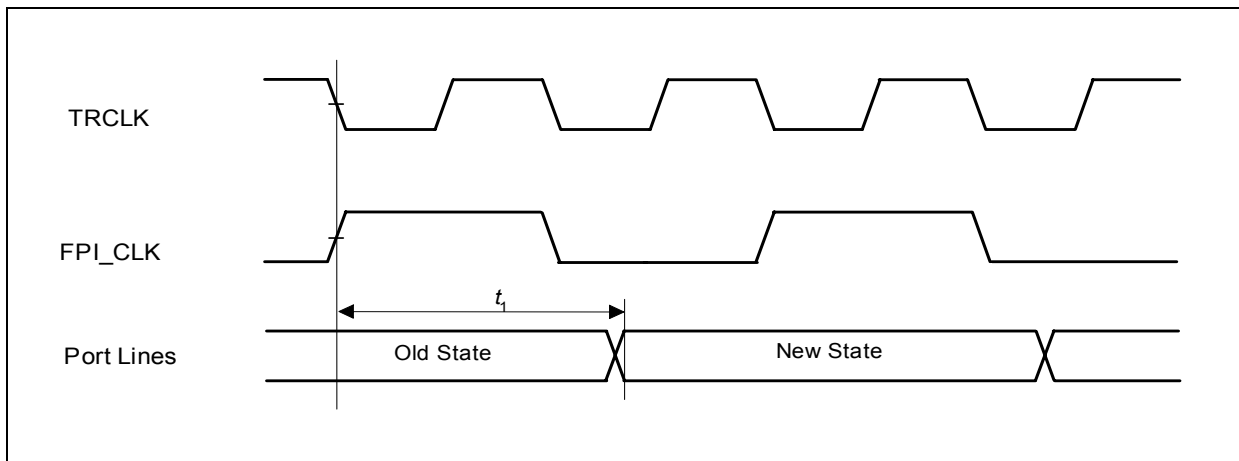 TRCLK
FPI_CLK
t1
Port Lines
Old State
New State